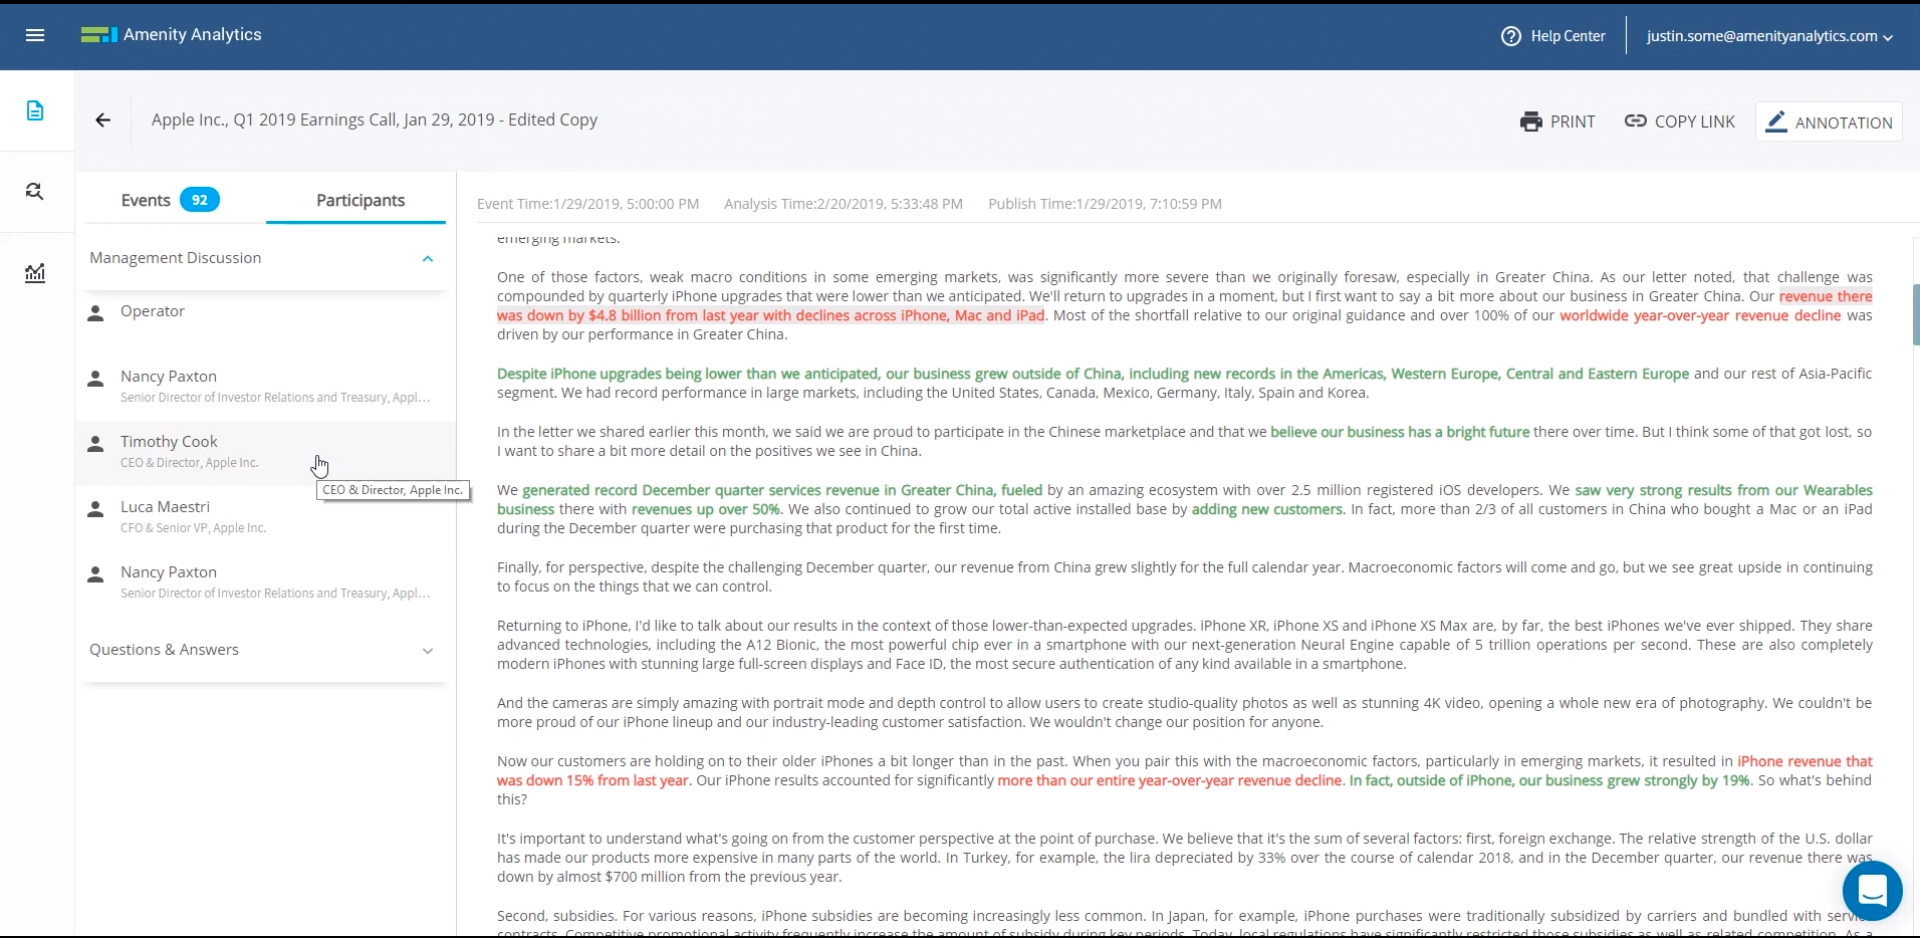 Amenity Analytics
Help Center
justin.some@amenityanalytics.com
Apple Inc., Q1 2019 Earnings Call, Jan 29, 2019 - Edited Copy
PRINT
COPY LINK
ANNOTATION
Events 92
Participants
Management Discussion
Operator
Nancy Paxton
Senior Director of Investor Relations and Treasury, Appl...
Timothy Cook
CEO & Director, Apple Inc.
CEO & Director, Apple Inc.
Luca Maestri
CFO & Senior VP, Apple Inc.
Nancy Paxton
Senior Director of Investor Relations and Treasury, Appl...
Questions & Answers
Event Time:1/29/2019, 5:00:00 PM
Analysis Time:2/20/2019, 5:33:48 PM
Publish Time:1/29/2019, 7:10:59 PM
emerging markets.
One of those factors, weak macro conditions in some emerging markets, was significantly more severe than we originally foresaw, especially in Greater China. As our letter noted, that challenge was
compounded by quarterly iPhone upgrades that were lower than we anticipated. We'll return to upgrades in a moment, but I first want to say a bit more about our business in Greater China. Our revenue there
was down by $4.8 billion from last year with declines across iPhone, Mac and iPad. Most of the shortfall relative to our original guidance and over 100% of our worldwide year-over-year revenue decline was
driven by our performance in Greater China.
Despite iPhone upgrades being lower than we anticipated, our business grew outside of China, including new records in the Americas, Western Europe, Central and Eastern Europe and our rest of Asia-Pacific
segment. We had record performance in large markets, including the United States, Canada, Mexico, Germany, Italy, Spain and Korea.
In the letter we shared earlier this month, we said we are proud to participate in the Chinese marketplace and that we believe our business has a bright future there over time. But I think some of that got lost, so
I want to share a bit more detail on the positives we see in China.
We generated record December quarter services revenue in Greater China, fueled by an amazing ecosystem with over 2.5 million registered iOS developers. We saw very strong results from our Wearables
business there with revenues up over 50%. We also continued to grow our total active installed base by adding new customers. In fact, more than 2/3 of all customers in China who bought a Mac or an iPad
during the December quarter were purchasing that product for the first time.
Finally, for perspective, despite the challenging December quarter, our revenue from China grew slightly for the full calendar year. Macroeconomic factors will come and go, but we see great upside in continuing
to focus on the things that we can control.
Returning to iPhone, I'd like to talk about our results in the context of those lower-than-expected upgrades. iPhone XR, iPhone XS and iPhone XS Max are, by far, the best iPhones we've ever shipped. They share
advanced technologies, including the A12 Bionic, the most powerful chip ever in a smartphone with our next-generation Neural Engine capable of 5 trillion operations per second. These are also completely
modern iPhones with stunning large full-screen displays and Face ID, the most secure authentication of any kind available in a smartphone.
And the cameras are simply amazing with portrait mode and depth control to allow users to create studio-quality photos as well as stunning 4K video, opening a whole new era of photography. We couldn't be
more proud of our iPhone lineup and our industry-leading customer satisfaction. We wouldn't change our position for anyone.
Now our customers are holding on to their older iPhones a bit longer than in the past. When you pair this with the macroeconomic factors, particularly in emerging markets, it resulted in iPhone revenue that
was down 15% from last year. Our iPhone results accounted for significantly more than our entire year-over-year revenue decline. In fact, outside of iPhone, our business grew strongly by 19%. So what's behind
this?
It's important to understand what's going on from the customer perspective at the point of purchase. We believe that it's the sum of several factors: first, foreign exchange. The relative strength of the U.S. dollar
has made our products more expensive in many parts of the world. In Turkey, for example, the lira depreciated by 33% over the course of calendar 2018, and in the December quarter, our revenue there was
down by almost $700 million from the previous year.
Second, subsidies. For various reasons, iPhone subsidies are becoming increasingly less common. In Japan, for example, iPhone purchases were traditionally subsidized by carriers and bundled with
contracts. Competitive promotional activity frequently increase the amount of subsidy during key periods. Today, local regulations have significantly restricted those subsidies as well as related competition. As a